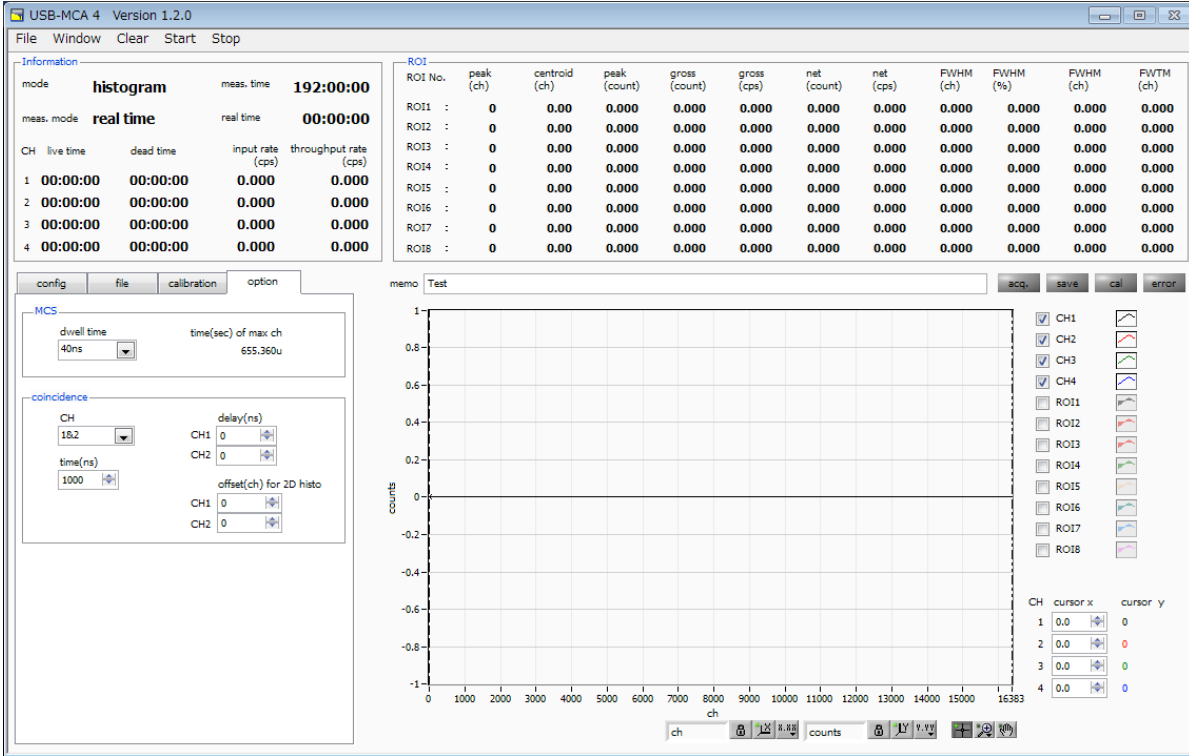 USB-MCA 4 Version 1.2.0
File Window Clear Start Stop
Information
mode histogram meas. time 192:00:00
meas. mode real time real time 00:00:00
CH live time dead time input rate (cps) throughput rate (cps)
1 00:00:00 00:00:00 0.000 0.000
2 00:00:00 00:00:00 0.000 0.000
3 00:00:00 00:00:00 0.000 0.000
4 00:00:00 00:00:00 0.000 0.000
ROI
ROI No. peak (ch) centroid (ch) peak (count) gross (count) gross (cps) net (count) net (cps) FWHM (ch) FWHM (%) FWHM (ch) FWTM (ch)
ROI1 : 0 0.00 0.000 0.000 0.000 0.000 0.000 0.000 0.000 0.000 0.000
ROI2 : 0 0.00 0.000 0.000 0.000 0.000 0.000 0.000 0.000 0.000 0.000
ROI3 : 0 0.00 0.000 0.000 0.000 0.000 0.000 0.000 0.000 0.000 0.000
ROI4 : 0 0.00 0.000 0.000 0.000 0.000 0.000 0.000 0.000 0.000 0.000
ROI5 : 0 0.00 0.000 0.000 0.000 0.000 0.000 0.000 0.000 0.000 0.000
ROI6 : 0 0.00 0.000 0.000 0.000 0.000 0.000 0.000 0.000 0.000 0.000
ROI7 : 0 0.00 0.000 0.000 0.000 0.000 0.000 0.000 0.000 0.000 0.000
ROI8 : 0 0.00 0.000 0.000 0.000 0.000 0.000 0.000 0.000 0.000 0.000
config file calibration option
MCS
dwell time time(sec) of max ch
40ns 655.360u
coincidence
CH delay(ns)
1&2 CH1 0
CH2 0
time(ns)
1000
offset(ch) for 2D histo
CH1 0
CH2 0
memo Test acq. save cal error
counts
1
0.8
0.6
0.4
0.2
0
-0.2
-0.4
-0.6
-0.8
-1
0 1000 2000 3000 4000 5000 6000 7000 8000 9000 10000 11000 12000 13000 14000 15000 16383
ch
ch X X.XX counts Y Y.YY
CH1
CH2
CH3
CH4
ROI1
ROI2
ROI3
ROI4
ROI5
ROI6
ROI7
ROI8
CH cursor x cursor y
1 0.0 0
2 0.0 0
3 0.0 0
4 0.0 0